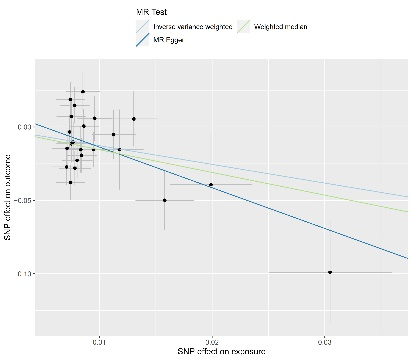 MR Test
Inverse variance weighted
Weighted median
MR Egger
0.00
-0.05
-0.10
SNP effect on outcome
0.01
0.02
0.03
SNP effect on exposure